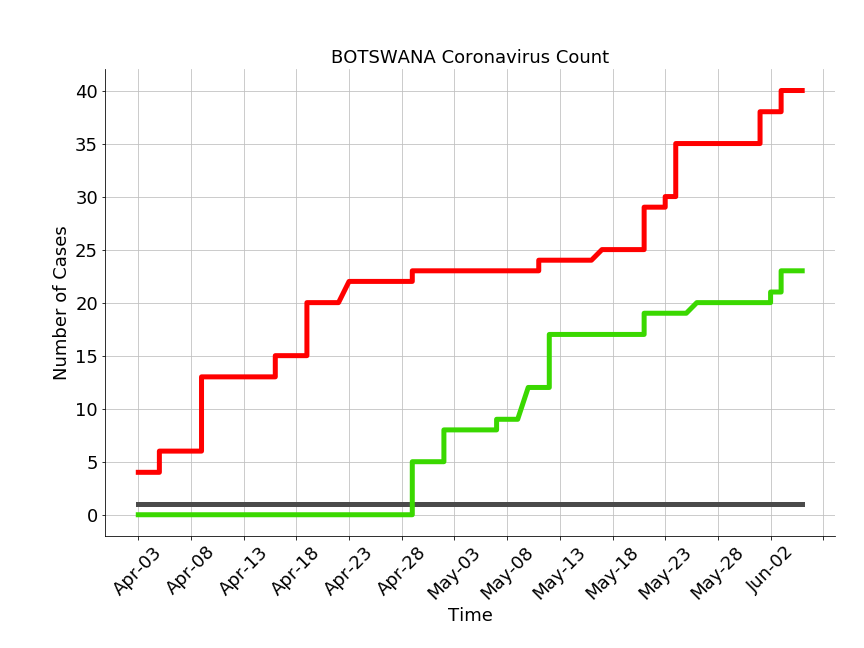 BOTSWANA Coronavirus Count
Number of Cases
40
35
30
25
20
15
10
5
0
Apr-03
Apr-08
Apr-13
Apr-18
Apr-23
Apr-28
May-03
May-08
May-13
May-18
May-23
May-28
Jun-02
Time